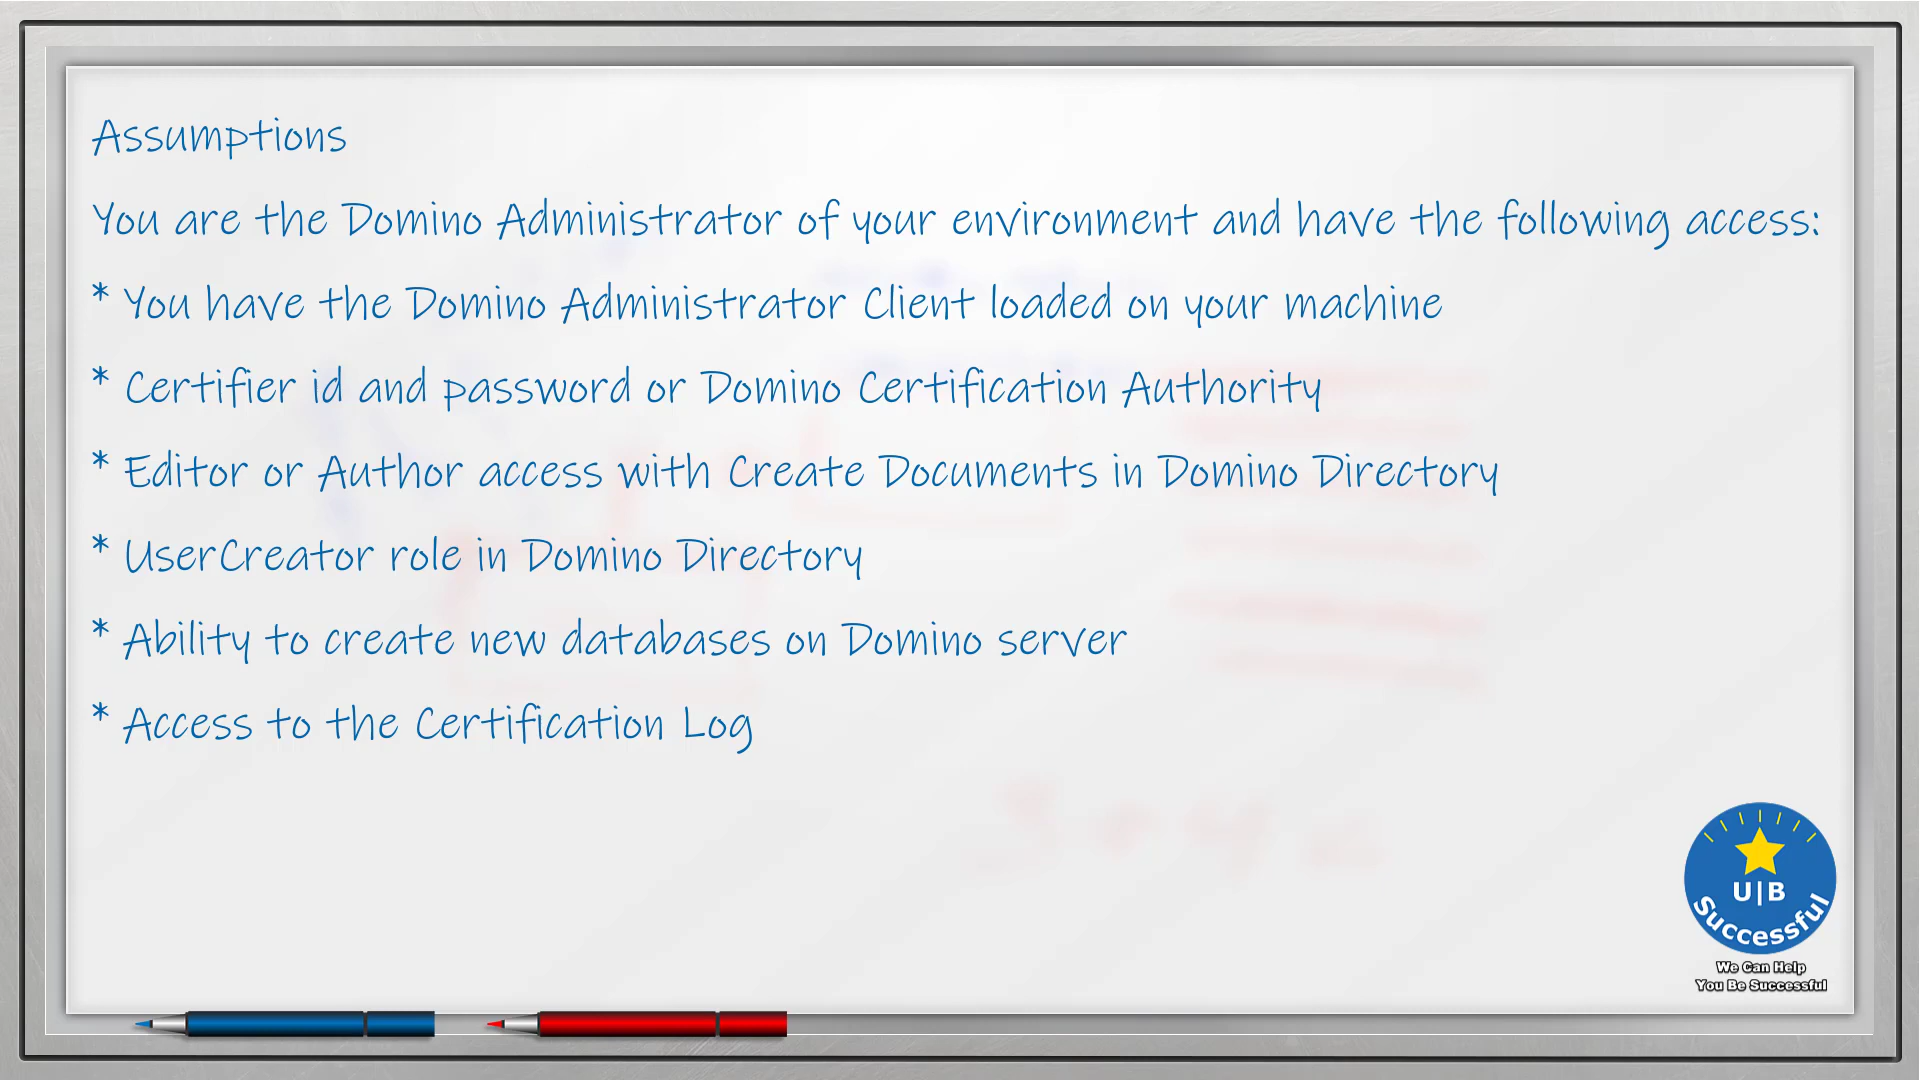 Assumptions
You are the Domino Administrator of your environment and have the following access:
* You have the Domino Administrator Client loaded on your machine
* Certifier id and password or Domino Certification Authority
* Editor or Author access with Create Documents in Domino Directory
* UserCreator role in Domino Directory
* Ability to create new databases on Domino server
* Access to the Certification Log
U|B
Successful
We Can Help
You Be Successful